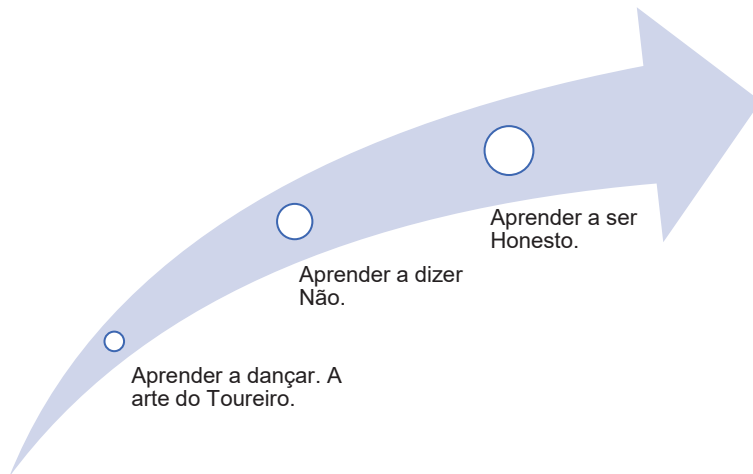 Aprender a ser
Honesto.
Aprender a dizer
Não.
Aprender a dançar. A
arte do Toureiro.